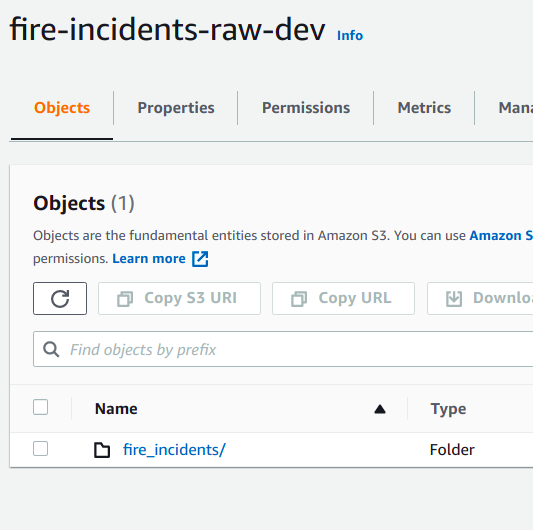 fire-incidents-raw-dev Info
Objects Properties Permissions Metrics
Objects (1)
Objects are the fundamental entities stored in Amazon S3. You can use Amazon S
permissions. Learn more
Copy S3 URI Copy URL
Find objects by prefix
Name Type
fire_incidents/ Folder